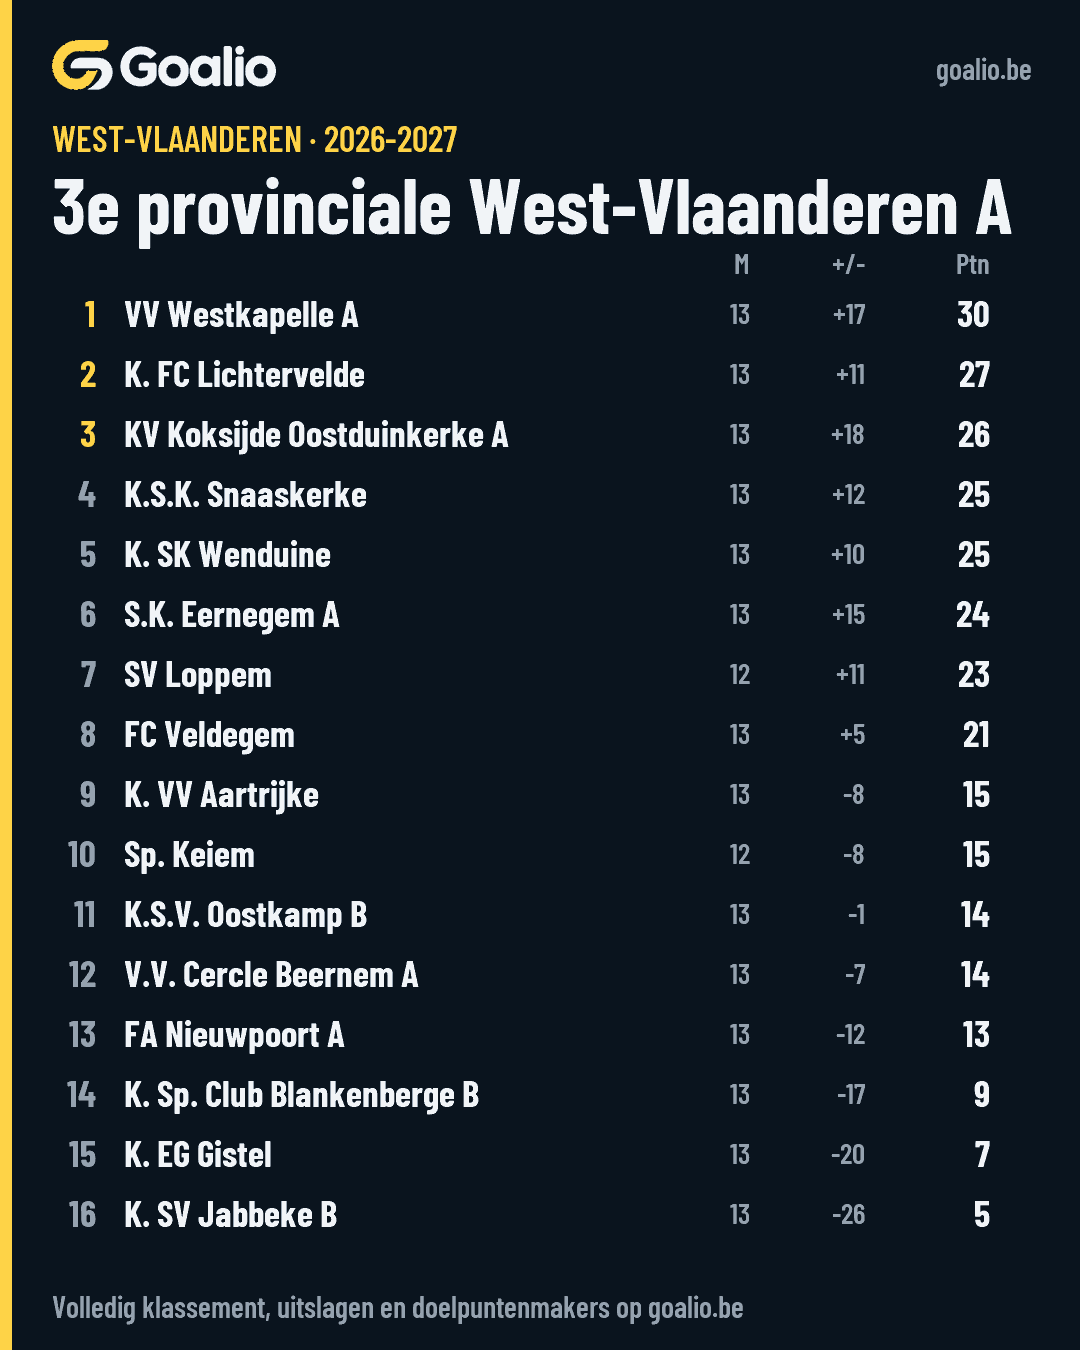 Goalio
goalio.be
WEST-VLAANDEREN · 2026-2027
3e provinciale West-Vlaanderen A
M +/- Ptn
1 VV Westkapelle A 13 +17 30
2 K. FC Lichtervelde 13 +11 27
3 KV Koksijde Oostduinkerke A 13 +18 26
4 K.S.K. Snaaskerke 13 +12 25
5 K. SK Wenduine 13 +10 25
6 S.K. Eernegem A 13 +15 24
7 SV Loppem 12 +11 23
8 FC Veldegem 13 +5 21
9 K. VV Aartrijke 13 -8 15
10 Sp. Keiem 12 -8 15
11 K.S.V. Oostkamp B 13 -1 14
12 V.V. Cercle Beernem A 13 -7 14
13 FA Nieuwpoort A 13 -12 13
14 K. Sp. Club Blankenberge B 13 -17 9
15 K. EG Gistel 13 -20 7
16 K. SV Jabbeke B 13 -26 5
Volledig klassement, uitslagen en doelpuntenmakers op goalio.be